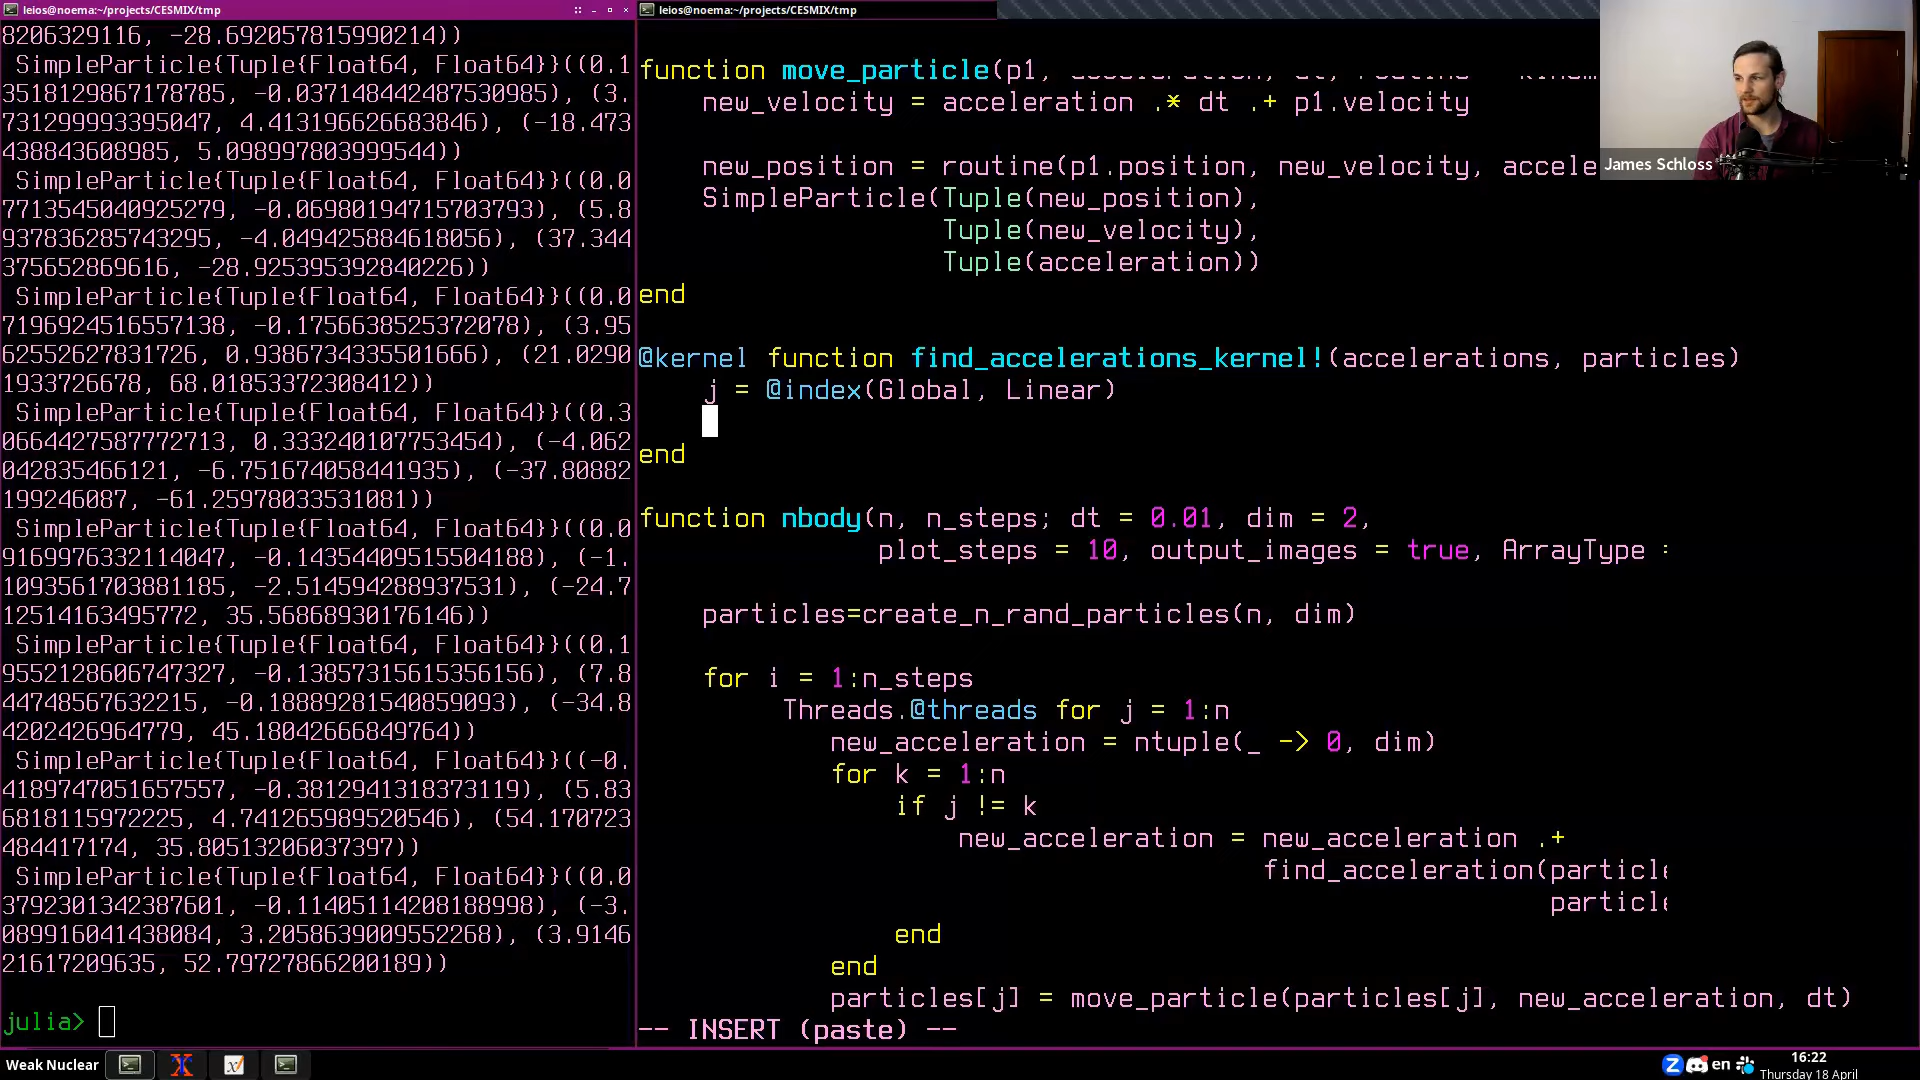 leios@noema:~/projects/CESMIX/tmp
8206329116, -28.692057815990214))
SimpleParticle{Tuple{Float64, Float64}}((0.1
3518129867178785, -0.0371484424875309​85), (3.
731299993395047, 4.413196626683846), (-18.473
438843608985, 5.0989978039995​44))
SimpleParticle{Tuple{Float64, Float64}}((0.0
7713545040925279, -0.06980194715703793), (5.8
93783628574​3295, -4.049425884618056), (37.344
375652869616, -28.925395392840226))
SimpleParticle{Tuple{Float64, Float64}}((0.0
7196924516557138, -0.1756638525372078), (3.95
62552627831726, 0.93867343355​01666), (21.0290
1933726678, 68.01853372308412))
SimpleParticle{Tuple{Float64, Float64}}((0.3
0664427587772713, 0.333240107753454), (-4.062
042835466121, -6.751674058441935), (-37.80882
199246087, -61.25978033531081))
SimpleParticle{Tuple{Float64, Float64}}((0.0
9169976332114047, -0.14354409515504188), (-1.
1093561703881185, -2.514594288937531), (-24.7
12514163495772, 35.56868930176146))
SimpleParticle{Tuple{Float64, Float64}}((0.1
9552128606747327, -0.13857315615356156), (7.8
44748567632215, -0.18889281540859093), (-34.8
4202426964779, 45.18042666849764))
SimpleParticle{Tuple{Float64, Float64}}((-0.
4189747051657557, -0.3812941318373119), (5.83
6818115972225, 4.741265989520546), (54.170723
484417174, 35.80513206037397))
SimpleParticle{Tuple{Float64, Float64}}((0.0
3792301342387601, -0.11405114208188998), (-3.
089916041438084, 3.2058639009552268), (3.9146
21617209635, 52.79727866200189))
julia>
leios@noema:~/projects/CESMIX/tmp
function move_particle(p1,
new_velocity = acceleration .* dt .+ p1.velocity
new_position = routine(p1.position, new_velocity, accele
SimpleParticle(Tuple(new_position),
Tuple(new_velocity),
Tuple(acceleration))
end
@kernel function find_accelerations_kernel!(accelerations, particles)
j = @index(Global, Linear)
end
function nbody(n, n_steps; dt = 0.01, dim = 2,
plot_steps = 10, output_images = true, ArrayType =
particles=create_n_rand_particles(n, dim)
for i = 1:n_steps
Threads.@threads for j = 1:n
new_acceleration = ntuple(_ -> 0, dim)
for k = 1:n
if j != k
new_acceleration = new_acceleration .+
find_acceleration(particle
particle
end
end
particles[j] = move_particle(particles[j], new_acceleration, dt)
-- INSERT (paste) --
James Schloss
Weak Nuclear
en
16:22
Thursday 18 April